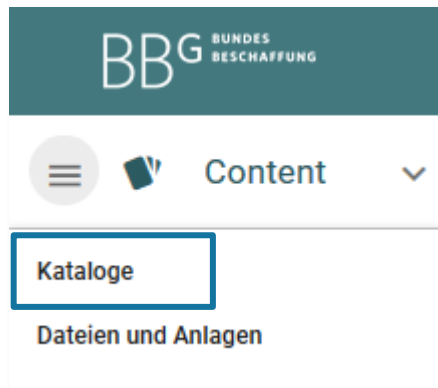 BBG BUNDES
BESCHAFFUNG
Content
Kataloge
Dateien und Anlagen